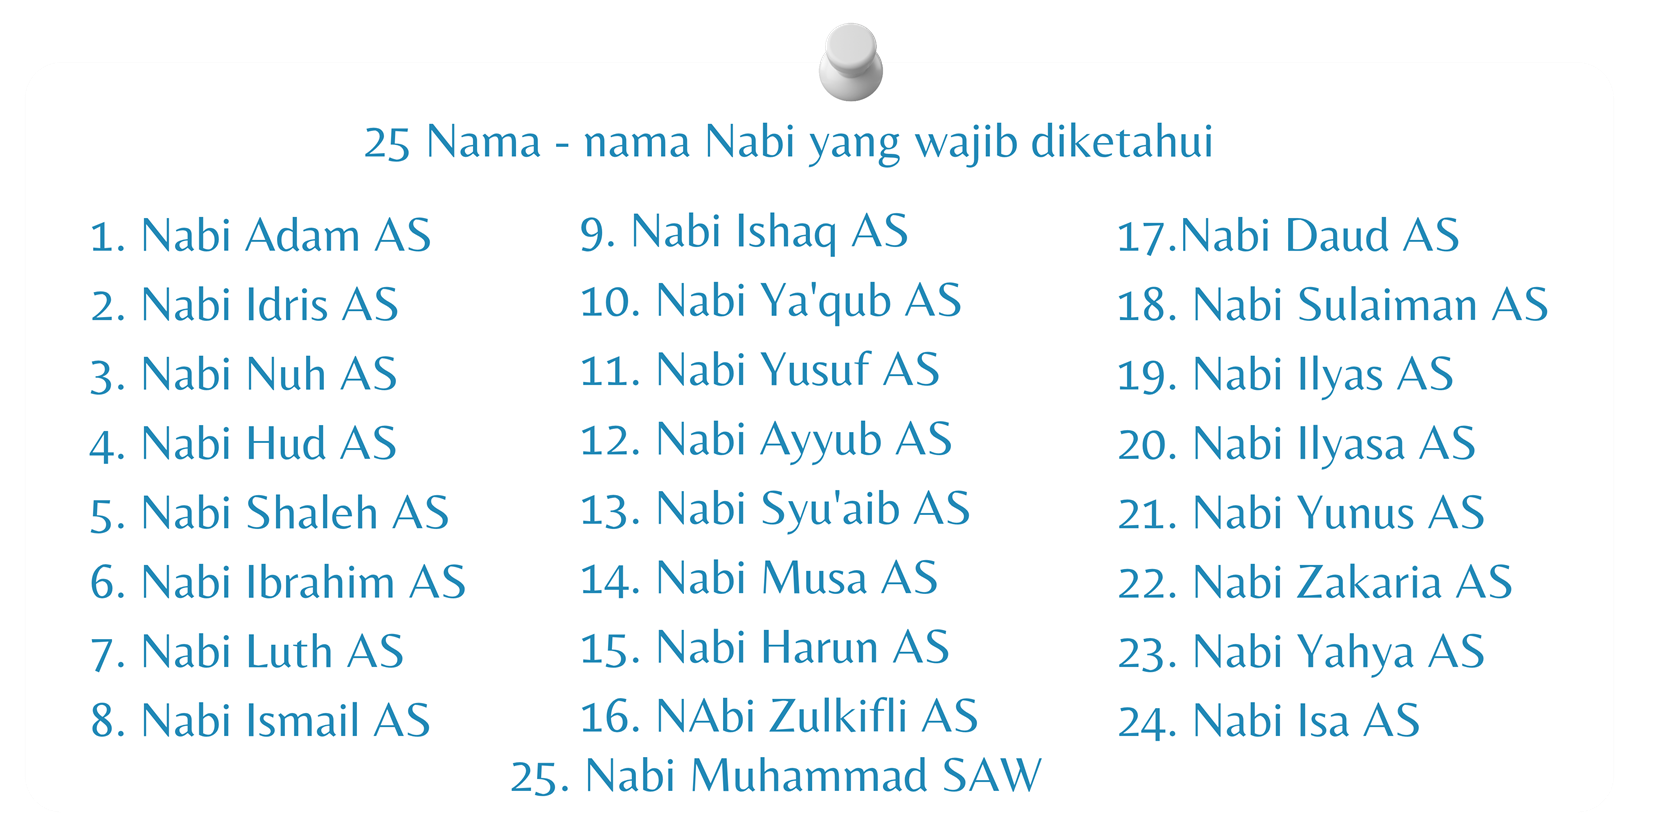 25 Nama - nama Nabi yang wajib diketahui
1. Nabi Adam AS
2. Nabi Idris AS
3. Nabi Nuh AS
4. Nabi Hud AS
5. Nabi Shaleh AS
6. Nabi Ibrahim AS
7. Nabi Luth AS
8. Nabi Ismail AS
9. Nabi Ishaq AS
10. Nabi Ya'qub AS
11. Nabi Yusuf AS
12. Nabi Ayyub AS
13. Nabi Syu'aib AS
14. Nabi Musa AS
15. Nabi Harun AS
16. NAbi Zulkifli AS
17.Nabi Daud AS
18. Nabi Sulaiman AS
19. Nabi Ilyas AS
20. Nabi Ilyasa AS
21. Nabi Yunus AS
22. Nabi Zakaria AS
23. Nabi Yahya AS
24. Nabi Isa AS
25. Nabi Muhammad SAW